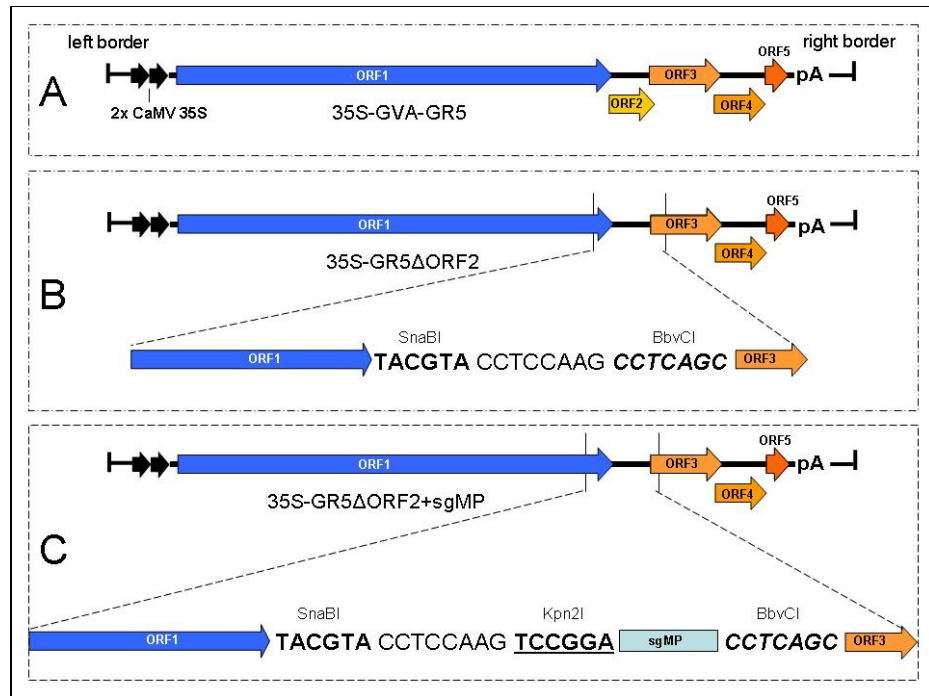 left border right border
ORF5
ORF1 ORF3 pA
A
2x CaMV 35S 35S-GVA-GR5 ORF2 ORF4
ORF5
ORF1 ORF3 pA
35S-GR5ΔORF2 ORF4
B
SnaBI BbvCI
ORF1 TACGTA CCTCCAAG CCTCAGC ORF3
ORF5
ORF1 ORF3 pA
35S-GR5ΔORF2+sgMP ORF4
C
SnaBI Kpn2I BbvCI
ORF1 TACGTA CCTCCAAG TCCGGA sgMP CCTCAGC ORF3